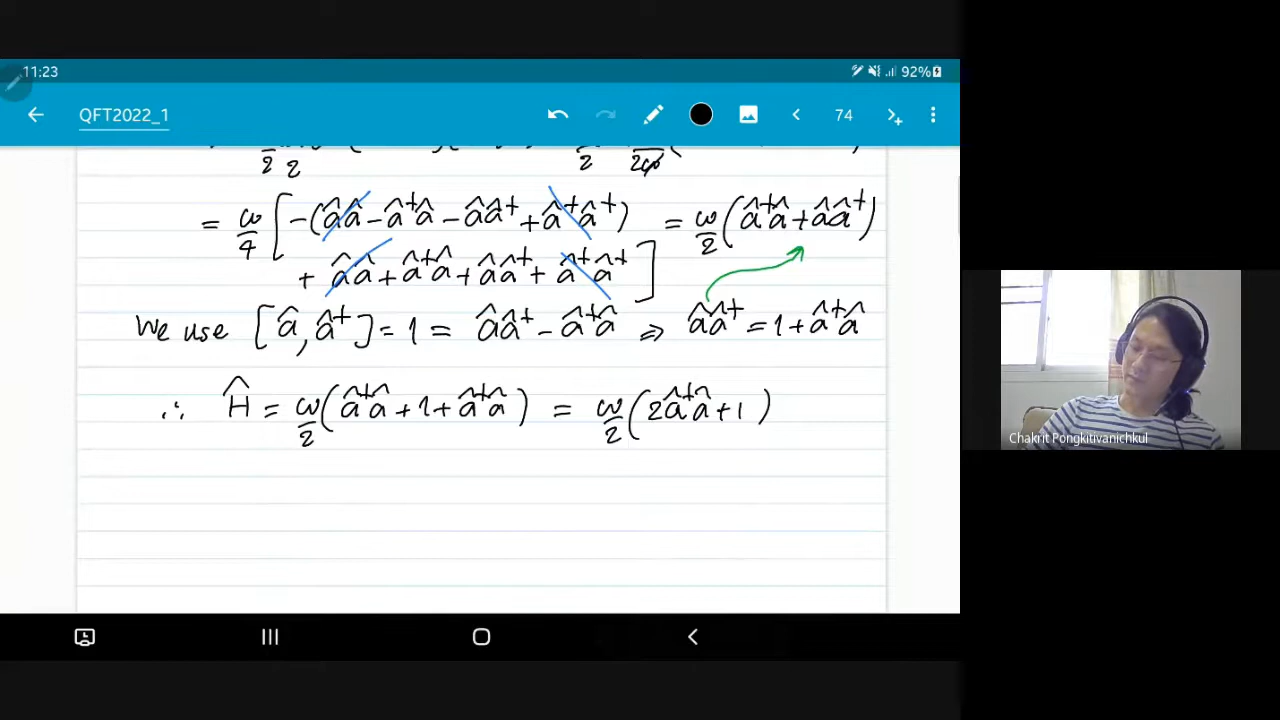 11:23 92%
QFT2022_1 74
= ω/4 [ -(ââ - â†â - ââ† + â†â†) = ω/2 (â†â + ââ†)
+ ââ + â†â + ââ† + â†â† ]
We use [â, â†] = 1 = ââ† - â†â ⇒ ââ† = 1 + â†â
∴ Ĥ = ω/2 (â†â + 1 + â†â) = ω/2 (2â†â + 1)
Chakrit Pongkitivanichkul